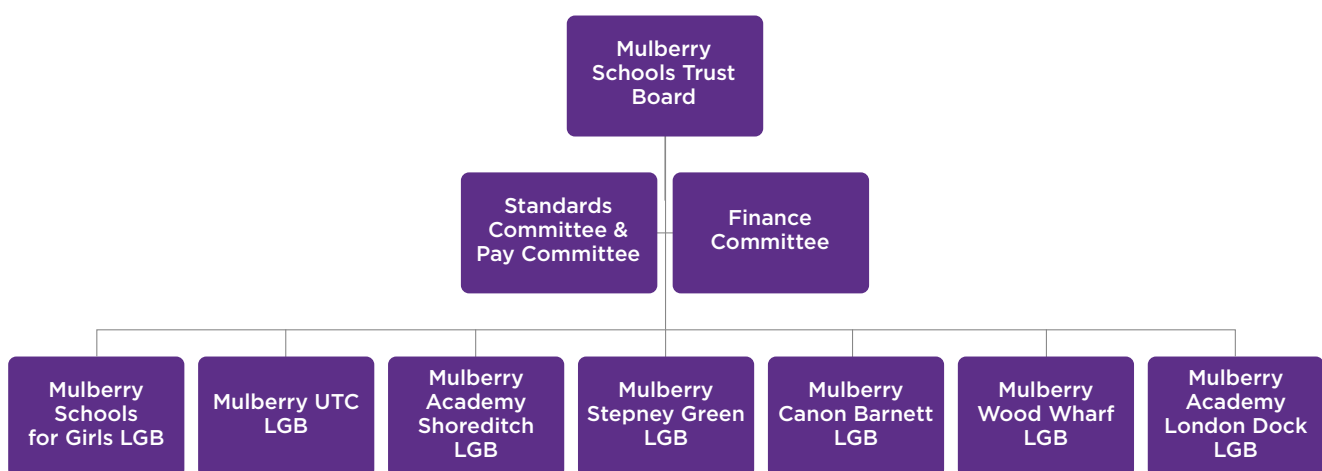 Mulberry
Schools Trust
Board
Standards
Committee &
Pay Committee
Finance
Committee
Mulberry
Schools
for Girls LGB
Mulberry UTC
LGB
Mulberry
Academy
Shoreditch
LGB
Mulberry
Stepney Green
LGB
Mulberry
Canon Barnett
LGB
Mulberry
Wood Wharf
LGB
Mulberry
Academy
London Dock
LGB